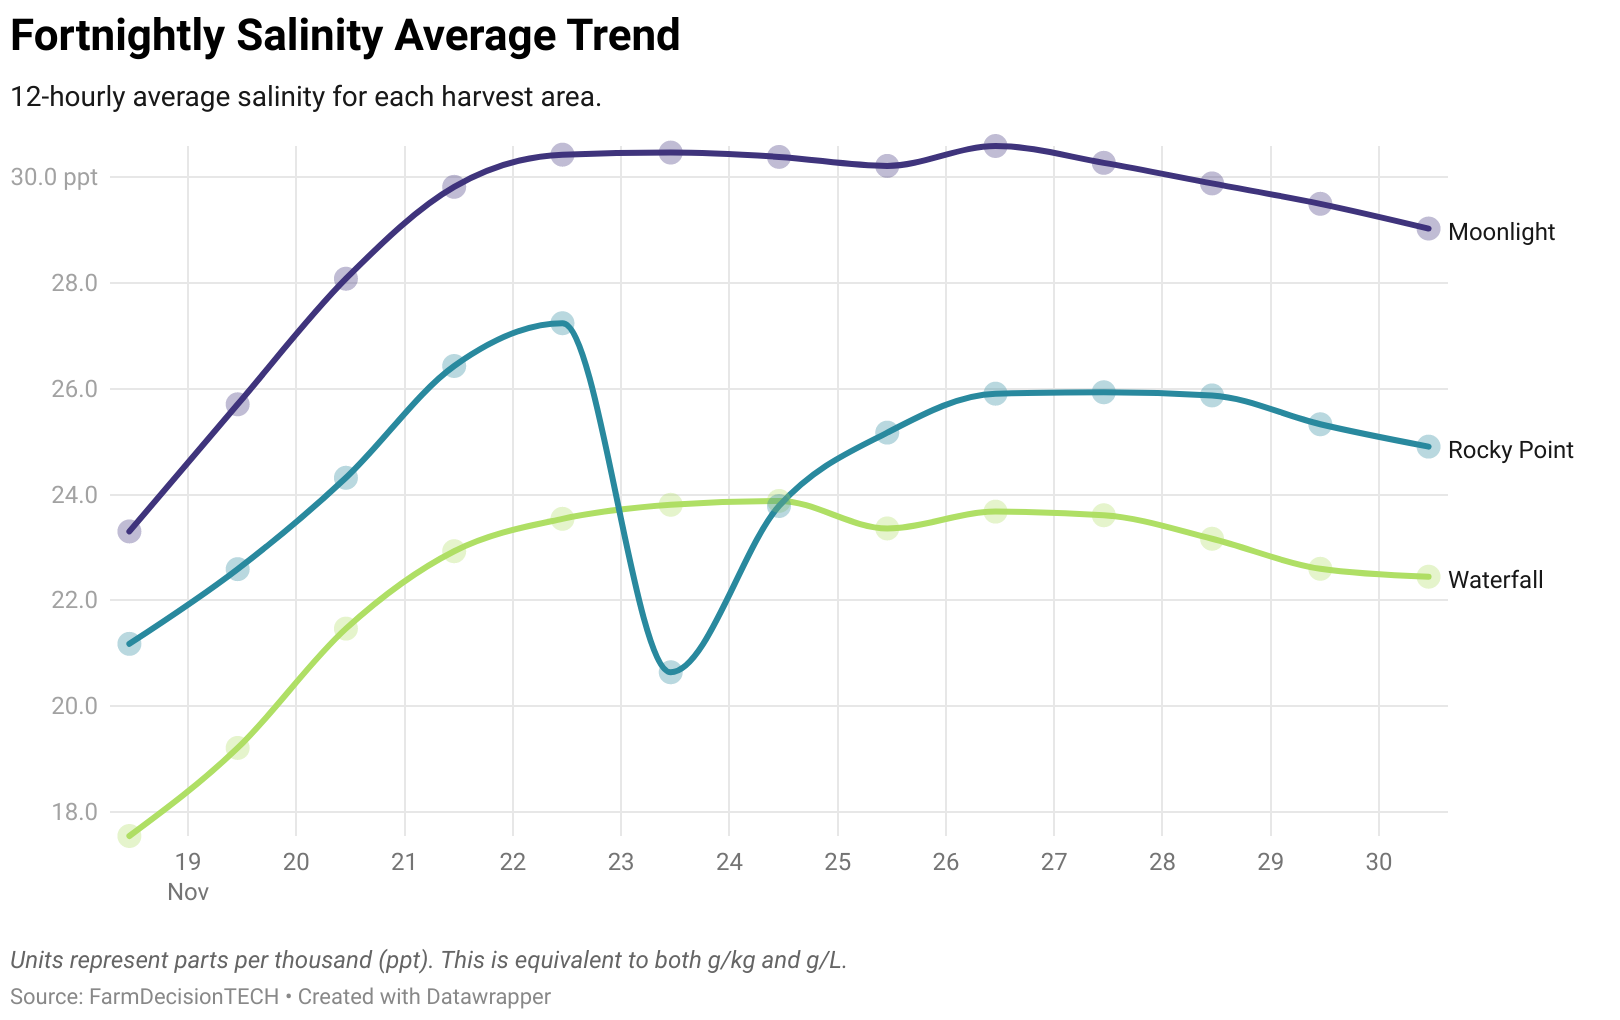 Fortnightly Salinity Average Trend
12-hourly average salinity for each harvest area.
30.0 ppt
28.0
26.0
24.0
22.0
20.0
18.0
Moonlight
Rocky Point
Waterfall
19 20 21 22 23 24 25 26 27 28 29 30
Nov
Units represent parts per thousand (ppt). This is equivalent to both g/kg and g/L.
Source: FarmDecisionTECH • Created with Datawrapper